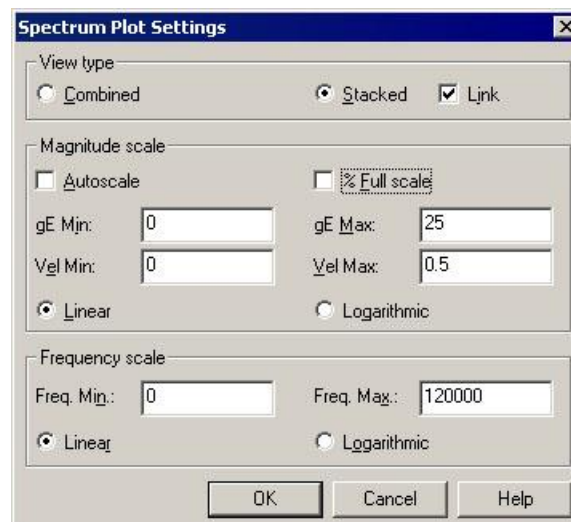 Spectrum Plot Settings
View type
Combined Stacked Link
Magnitude scale
Autoscale % Full scale
gE Min: 0 gE Max: 25
Vel Min: 0 Vel Max: 0.5
Linear Logarithmic
Frequency scale
Freq. Min.: 0 Freq. Max.: 120000
Linear Logarithmic
OK Cancel Help